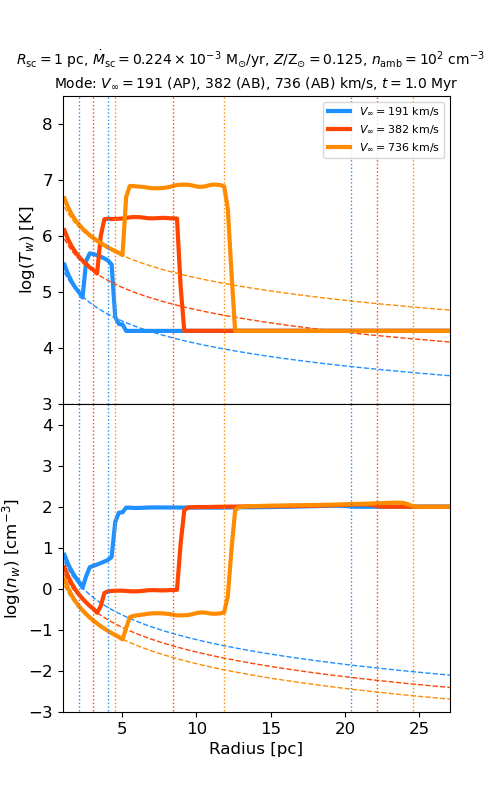 R_sc = 1 pc, Ṁ_sc = 0.224 × 10⁻³ M_⊙/yr, Z/Z_⊙ = 0.125, n_amb = 10² cm⁻³
Mode: V_∞ = 191 (AP), 382 (AB), 736 (AB) km/s, t = 1.0 Myr
V_∞ = 191 km/s
V_∞ = 382 km/s
V_∞ = 736 km/s
log(T_w) [K]
8
7
6
5
4
3
log(n_w) [cm⁻³]
4
3
2
1
0
−1
−2
−3
5
10
15
20
25
Radius [pc]